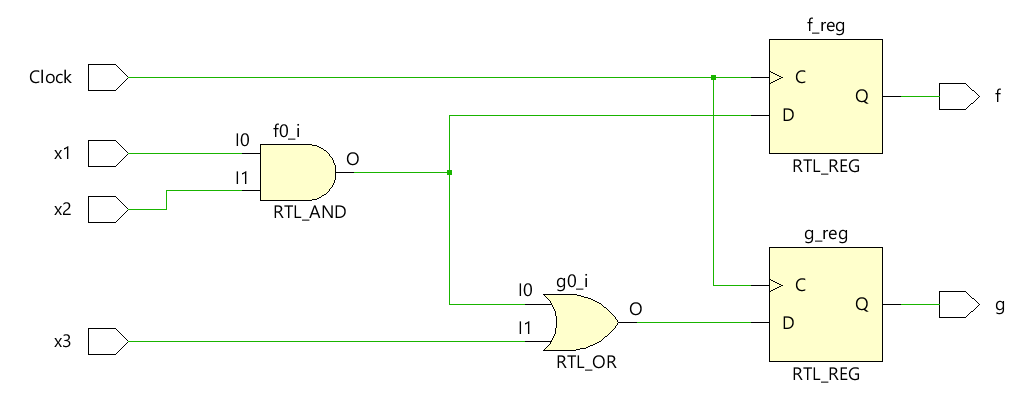 f_reg
Clock
C
Q
f
D
f0_i
I0
x1
O
I1
x2
RTL_AND
RTL_REG
g_reg
g0_i
I0
C
Q
g
O
I1
D
x3
RTL_OR
RTL_REG